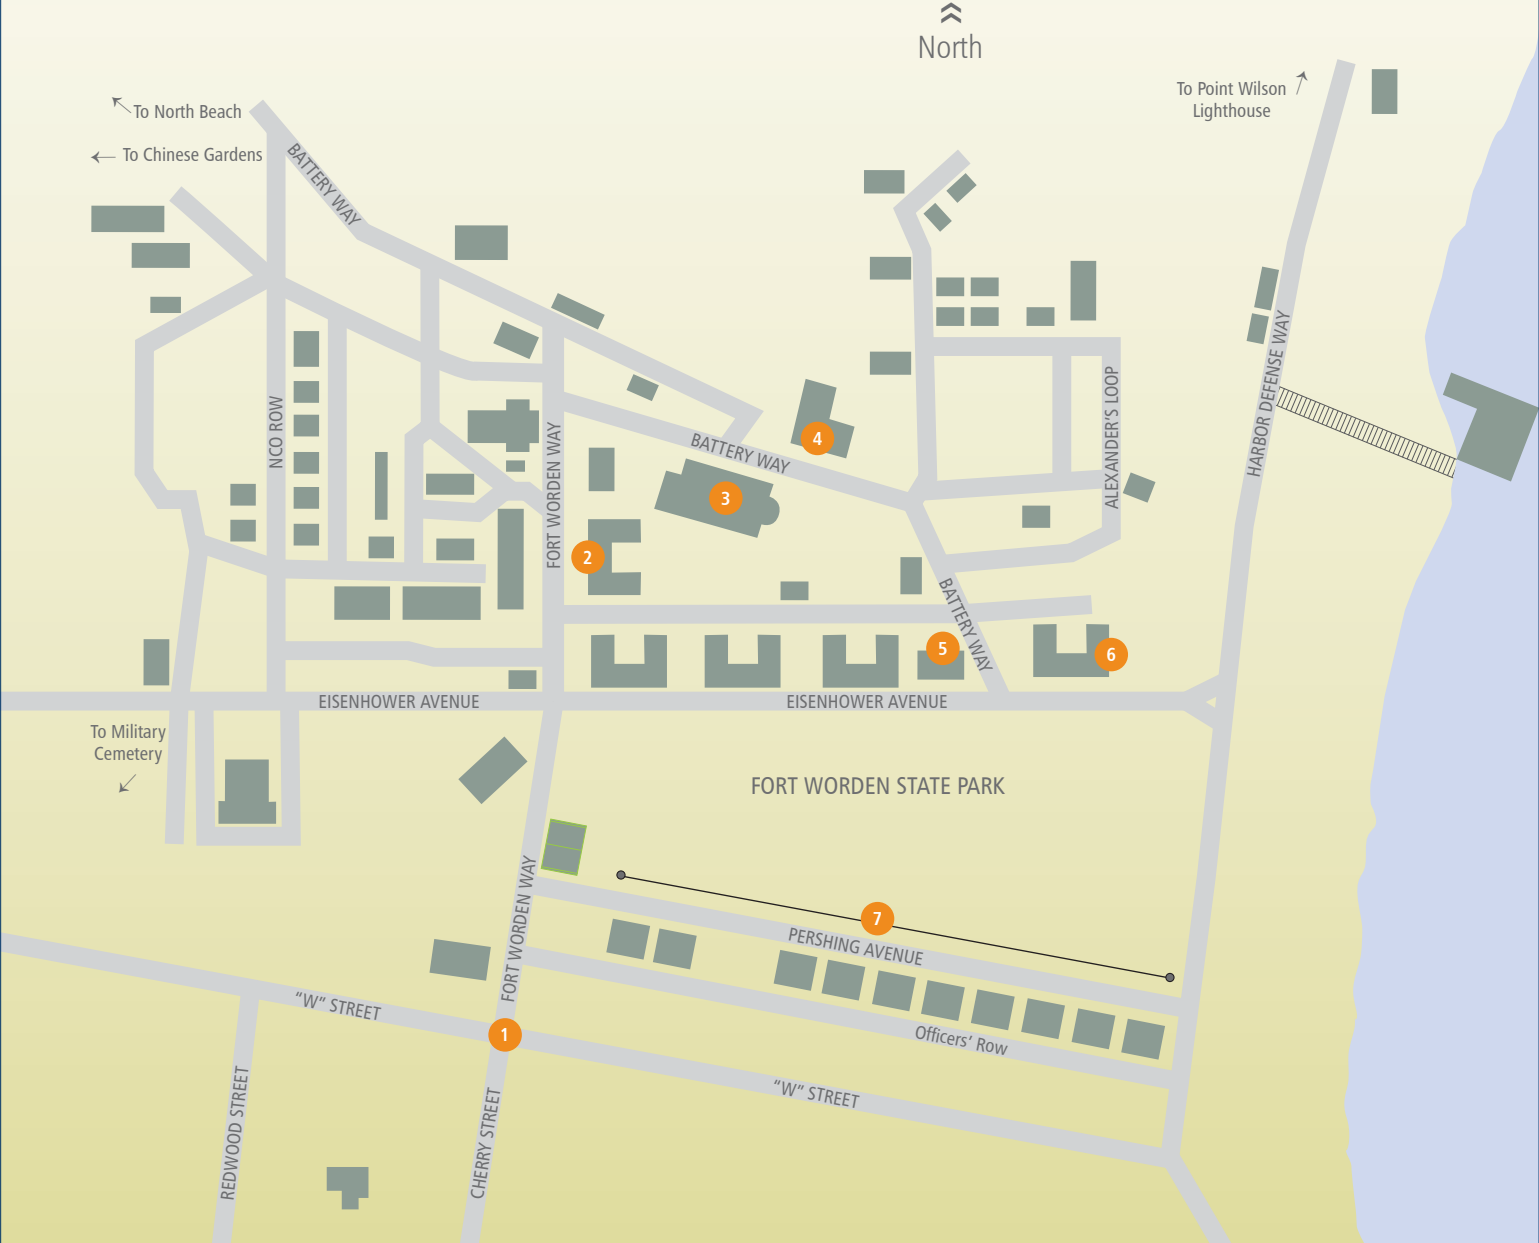 North
To Point Wilson
Lighthouse
To North Beach
To Chinese Gardens
BATTERY WAY
NCO ROW
FORT WORDEN WAY
BATTERY WAY
4
3
2
ALEXANDER'S LOOP
HARBOR DEFENSE WAY
BATTERY WAY
5
6
EISENHOWER AVENUE
EISENHOWER AVENUE
To Military
Cemetery
FORT WORDEN STATE PARK
FORT WORDEN WAY
7
PERSHING AVENUE
Officers’ Row
“W” STREET
1
“W” STREET
REDWOOD STREET
CHERRY STREET